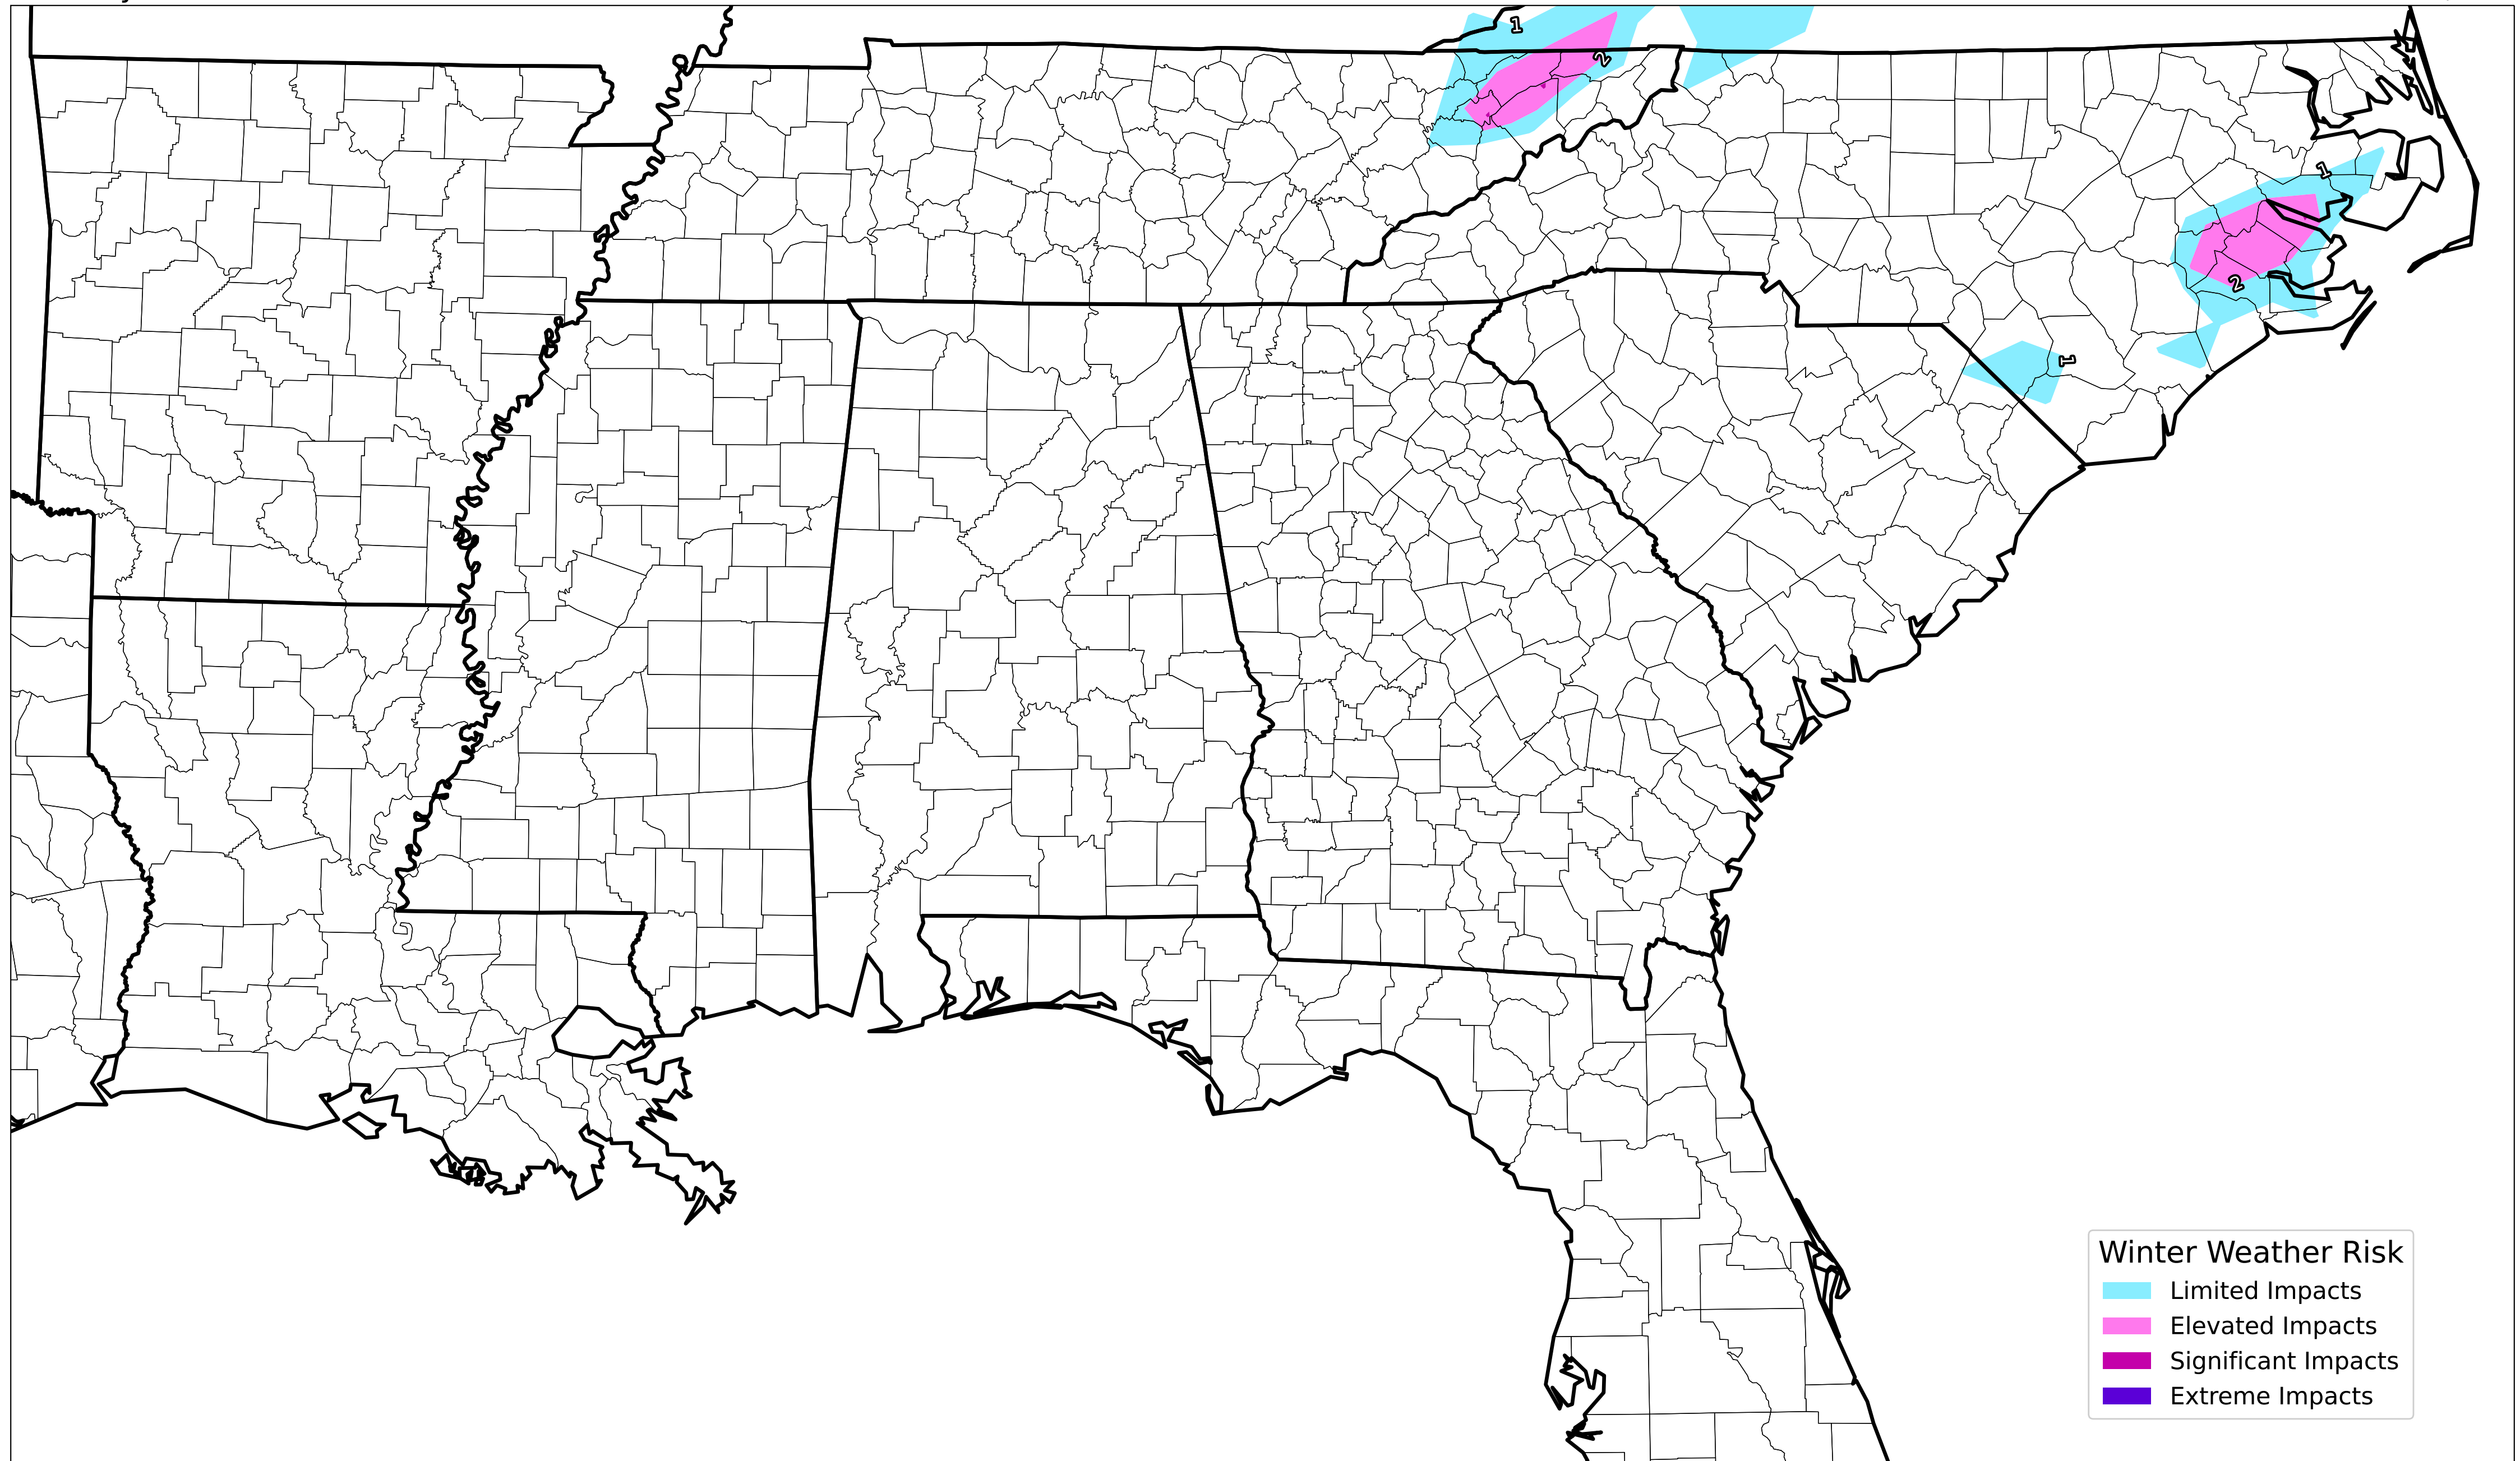 1
2
1
2
1
Winter Weather Risk
Limited Impacts
Elevated Impacts
Significant Impacts
Extreme Impacts